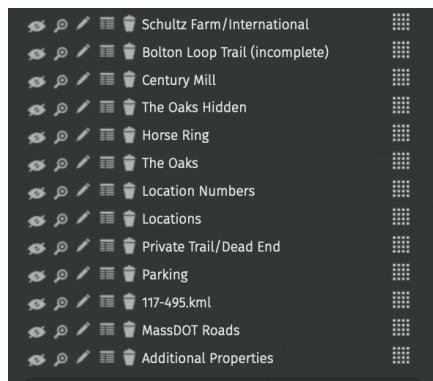 Schultz Farm/International
Bolton Loop Trail (incomplete)
Century Mill
The Oaks Hidden
Horse Ring
The Oaks
Location Numbers
Locations
Private Trail/Dead End
Parking
117-495.kml
MassDOT Roads
Additional Properties